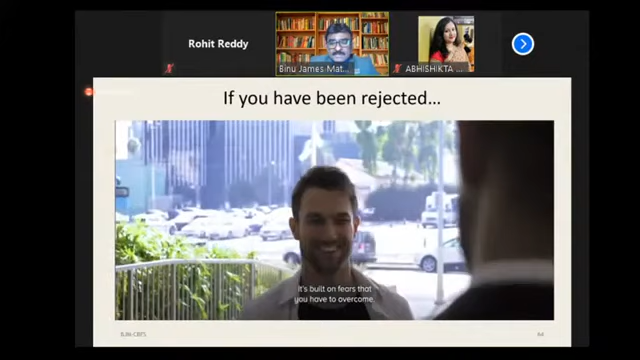 Rohit Reddy
Binu James Mat...
ABHISHIKTA ...
If you have been rejected...
It's built on fears that
you have to overcome.
64